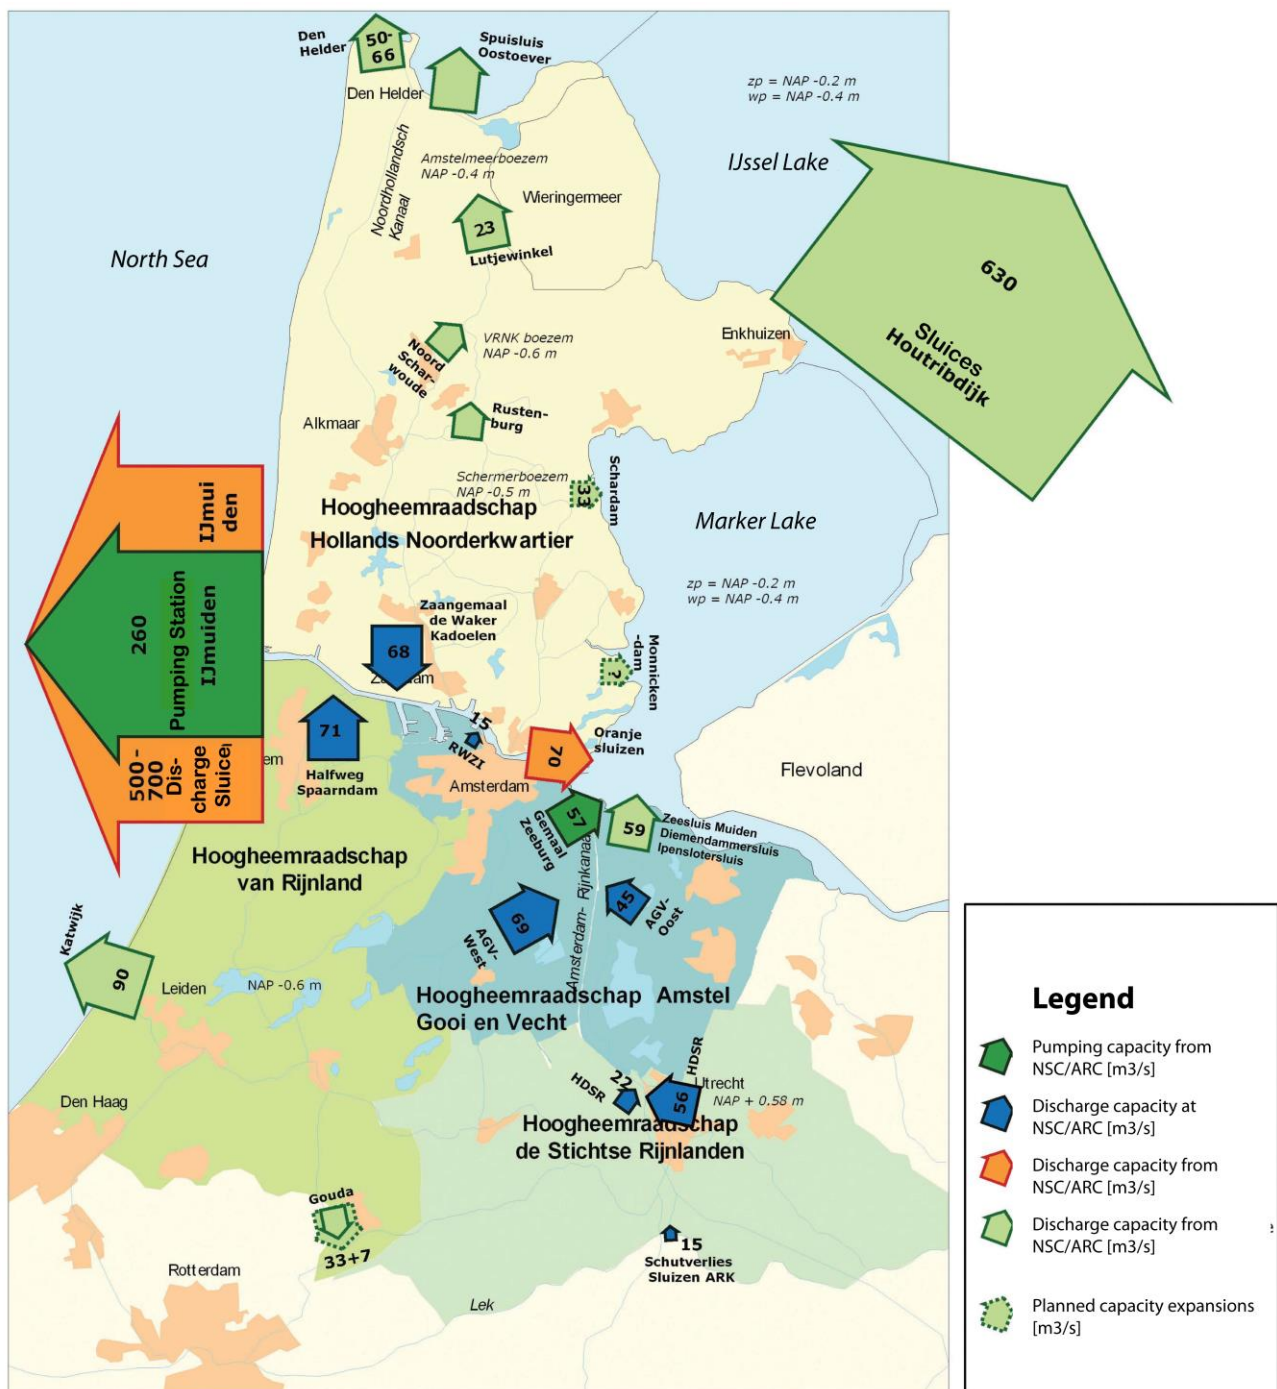 Den
Helder
50-
66
Spuisluis
Oostoever
Den Helder
zp = NAP -0.2 m
wp = NAP -0.4 m
IJssel Lake
Amstelmeerboezem
NAP -0.4 m
Noordhollandsch
Kanaal
Wieringermeer
23
Lutjewinkel
North Sea
630
Sluices
Houtribdijk
Enkhuizen
VRNK boezem
NAP -0.6 m
Noord
Schar-
woude
Rusten-
burg
Alkmaar
Schermerboezem
NAP -0.5 m
33
Schardam
Marker Lake
Hoogheemraadschap
Hollands Noorderkwartier
IJmui
den
zp = NAP -0.2 m
wp = NAP -0.4 m
260
Pumping Station
IJmuiden
Zaangemaal
de Waker
Kadoelen
68
?
Monnicken
-dam
71
15
RWZI
Oranje
sluizen
70
500-
700 Dis-
charge
Sluice
em
Halfweg
Spaarndam
Amsterdam
Flevoland
57
Gemaal
Zeeburg
59
Zeesluis Muiden
Diemendammersluis
Ipenslotersluis
Hoogheemraadschap
van Rijnland
Amsterdam- Rijnkanaal
69
AGV-
West
45
AGV-
Oost
Katwijk
90
Leiden
NAP -0.6 m
Hoogheemraadschap Amstel
Gooi en Vecht
HDSR
22
HDSR
56
Utrecht
NAP + 0.58 m
Den Haag
Hoogheemraadschap
de Stichtse Rijnlanden
Gouda
33+7
15
Schutverlies
Sluizen ARK
Rotterdam
Lek
Legend
Pumping capacity from
NSC/ARC [m3/s]
Discharge capacity at
NSC/ARC [m3/s]
Discharge capacity from
NSC/ARC [m3/s]
Discharge capacity from
NSC/ARC [m3/s]
Planned capacity expansions
[m3/s]